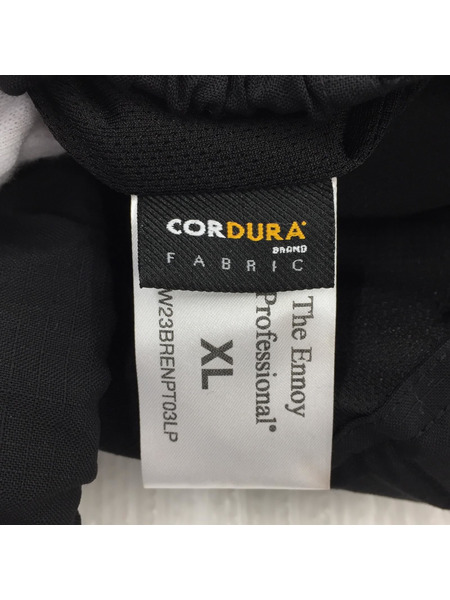 CORDURA®
BRAND
FABRIC
The Ennoy
Professional®
XL
W23BRENPT03LP